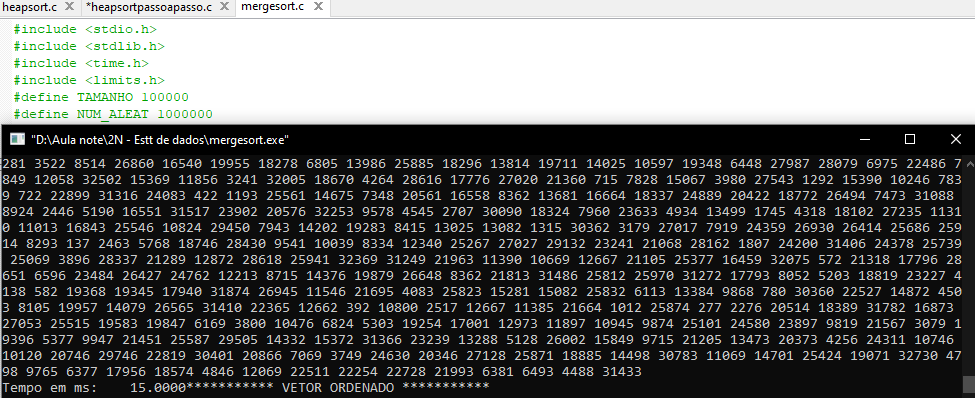 heapsort.c X *heapsortpassoapasso.c X mergesort.c X
#include <stdio.h>
#include <stdlib.h>
#include <time.h>
#include <limits.h>
#define TAMANHO 100000
#define NUM_ALEAT 1000000
"D:\Aula note\2N - Estt de dados\mergesort.exe"
281 3522 8514 26860 16540 19955 18278 6805 13986 25885 18296 13814 19711 14025 10597 19348 6448 27987 28079 6975 22486 7
849 12058 32502 15369 11856 3241 32005 18670 4264 28616 17776 27020 21360 715 7828 15067 3980 27543 1292 15390 10246 783
9 722 22899 31316 24083 422 1193 25561 14675 7348 20561 16558 8362 13681 16664 18337 24889 20422 18772 26494 7473 31088
8924 2446 5190 16551 31517 23902 20576 32253 9578 4545 2707 30090 18324 7960 23633 4934 13499 1745 4318 18102 27235 1131
0 11013 16843 25546 10824 29450 7943 14202 19283 8415 13025 13082 1315 30362 3179 27017 7919 24359 26930 26414 25686 259
14 8293 137 2463 5768 18746 28430 9541 10039 8334 12340 25267 27027 29132 23241 21068 28162 1807 24200 31406 24378 25739
25069 3896 28337 21289 12872 28618 25941 32369 31249 21963 11390 10669 12667 21105 25377 16459 32075 572 21318 17796 28
651 6596 23484 26427 24762 12213 8715 14376 19879 26648 8362 21813 31486 25812 25970 31272 17793 8052 5203 18819 23227 4
138 582 19368 19345 17940 31874 26945 11546 21695 4083 25823 15281 15082 25832 6113 13384 9868 780 30360 22527 14872 450
3 8105 19957 14079 26565 31410 22365 12662 392 10800 2517 12667 11385 21664 1012 25874 277 2276 20514 18389 31782 16873
27053 25515 19583 19847 6169 3800 10476 6824 5303 19254 17001 12973 11897 10945 9874 25101 24580 23897 9819 21567 3079 1
9396 5377 9947 21451 25587 29505 14332 15372 31366 23239 13288 5128 26002 15849 9715 21205 13473 20373 4256 24311 10746
10120 20746 29746 22819 30401 20866 7069 3749 24630 20346 27128 25871 18885 14498 30783 11069 14701 25424 19071 32730 47
98 9765 6377 17956 18574 4846 12069 22511 22254 22728 21993 6381 6493 4488 31433
Tempo em ms: 15.0000*********** VETOR ORDENADO ***********